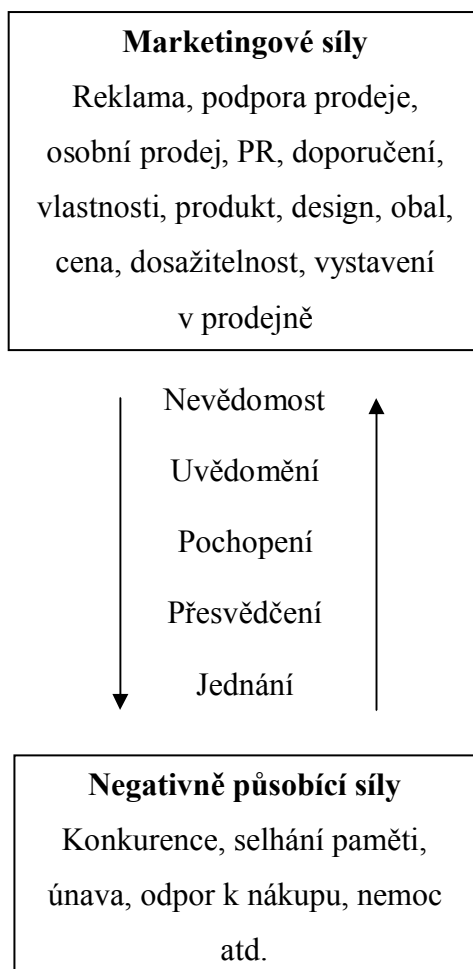 Marketingové síly
Reklama, podpora prodeje,
osobní prodej, PR, doporučení,
vlastnosti, produkt, design, obal,
cena, dosažitelnost, vystavení
v prodejně
Nevědomost
Uvědomění
Pochopení
Přesvědčení
Jednání
Negativně působící síly
Konkurence, selhání paměti,
únava, odpor k nákupu, nemoc
atd.